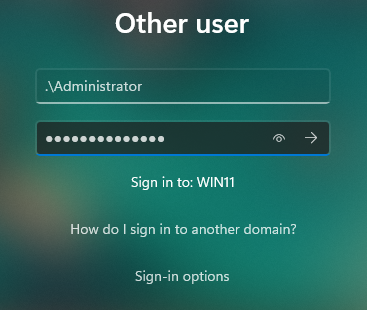 Other user
.\Administrator
••••••••••••••
Sign in to: WIN11
How do I sign in to another domain?
Sign-in options